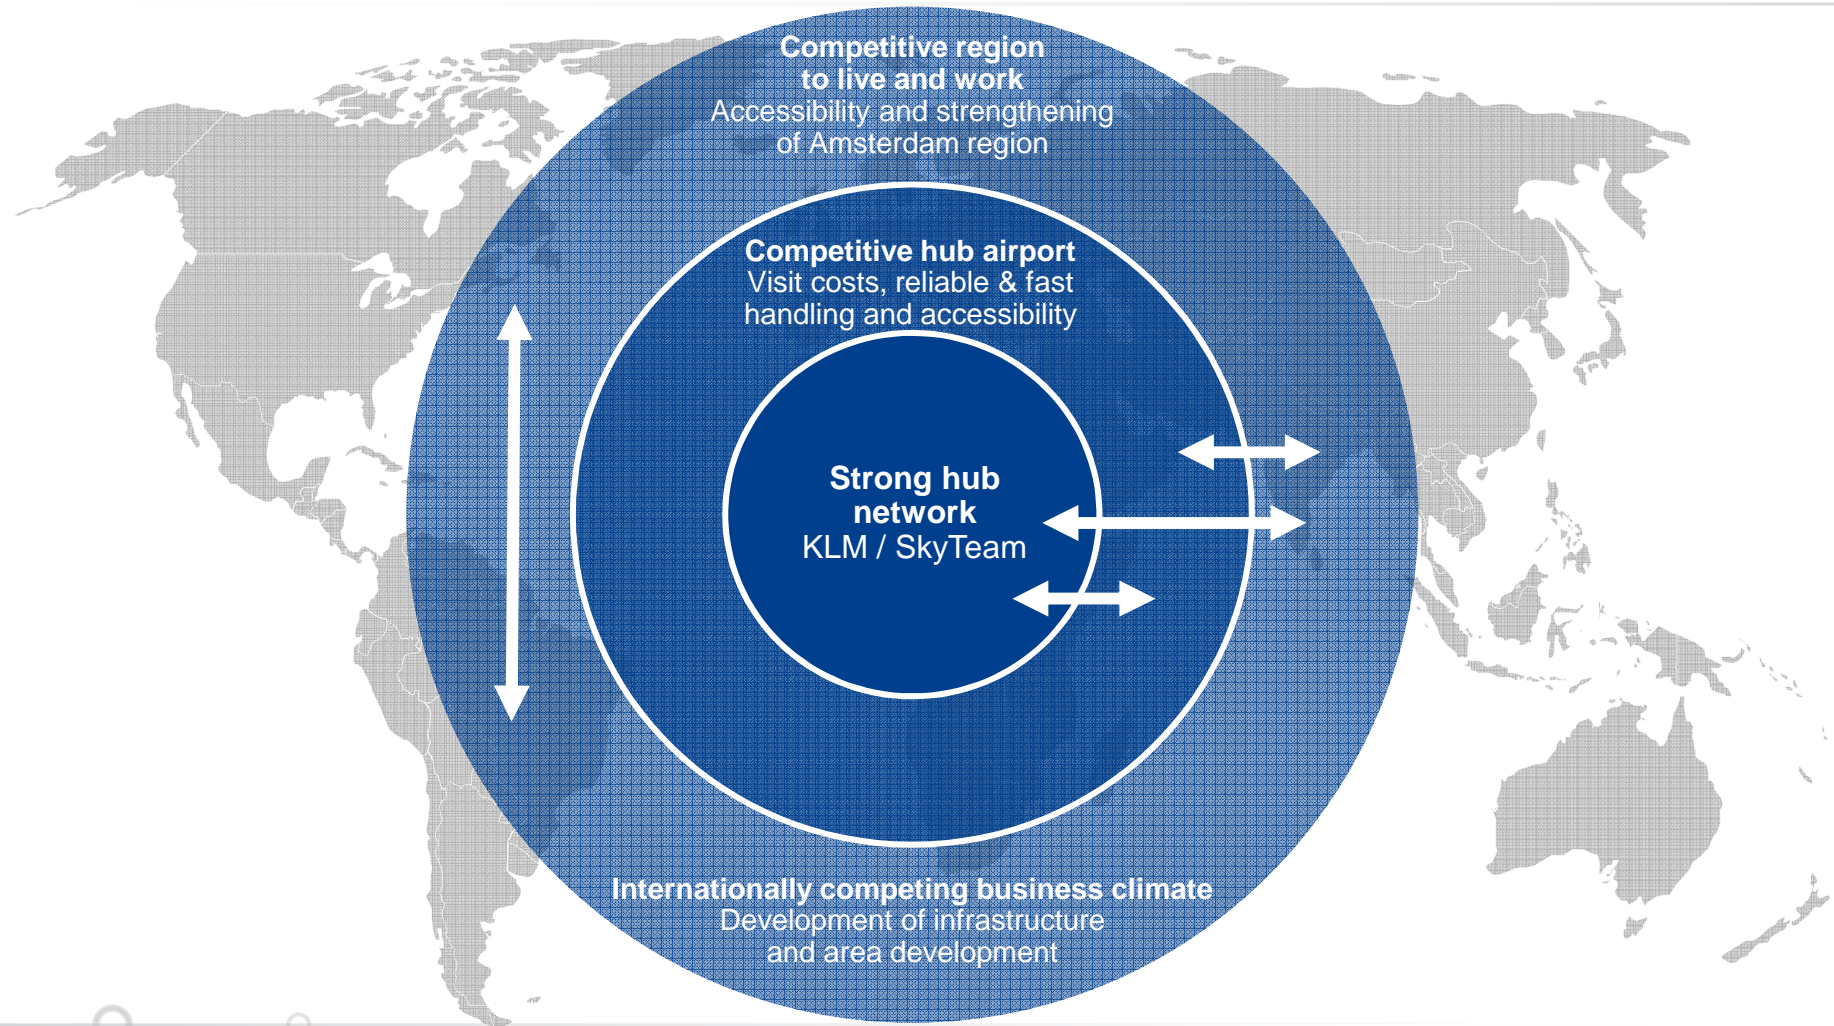 Competitive region
to live and work
Accessibility and strengthening
of Amsterdam region
Competitive hub airport
Visit costs, reliable & fast
handling and accessibility
Strong hub
network
KLM / SkyTeam
Internationally competing business climate
Development of infrastructure
and area development